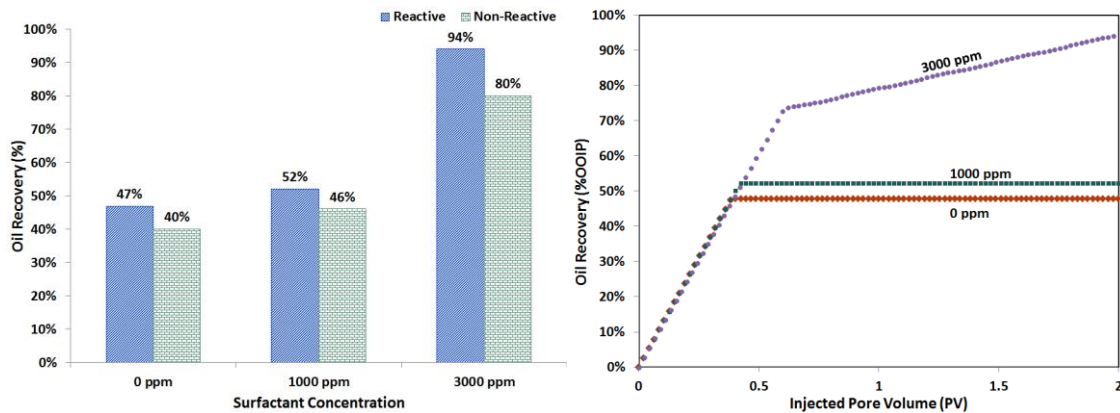 Reactive Non-Reactive
100%
90%
80%
70%
60%
50%
40%
30%
20%
10%
0%
Oil Recovery (%)
47%
40%
52%
46%
94%
80%
0 ppm 1000 ppm 3000 ppm
Surfactant Concentration
100%
90%
80%
70%
60%
50%
40%
30%
20%
10%
0%
Oil Recovery (%OOIP)
3000 ppm
1000 ppm
0 ppm
0 0.5 1 1.5 2
Injected Pore Volume (PV)